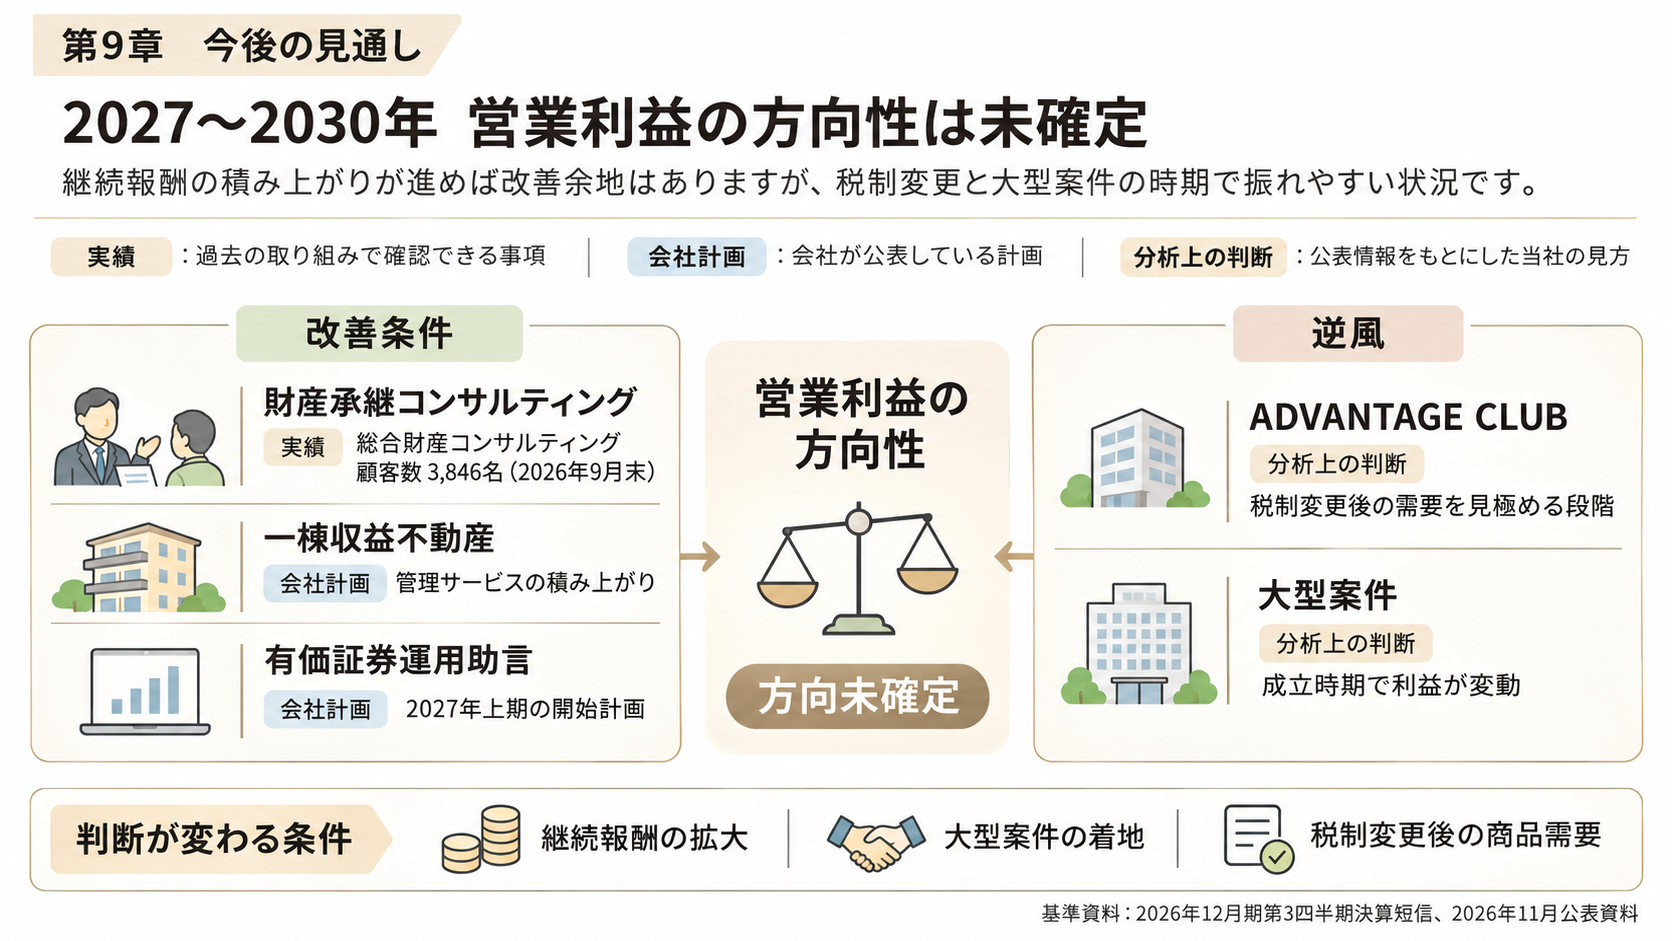 第9章 今後の見通し
2027〜2030年 営業利益の方向性は未確定
継続報酬の積み上がりが進めば改善余地はありますが、税制変更と大型案件の時期で振れやすい状況です。
実績 ：過去の取り組みで確認できる事項
会社計画 ：会社が公表している計画
分析上の判断 ：公表情報をもとにした当社の見方
改善条件
財産承継コンサルティング
実績 総合財産コンサルティング
顧客数 3,846名（2026年9月末）
一棟収益不動産
会社計画 管理サービスの積み上がり
有価証券運用助言
会社計画 2027年上期の開始計画
営業利益の
方向性
方向未確定
逆風
ADVANTAGE CLUB
分析上の判断
税制変更後の需要を見極める段階
大型案件
分析上の判断
成立時期で利益が変動
判断が変わる条件
継続報酬の拡大
大型案件の着地
税制変更後の商品需要
基準資料：2026年12月期第3四半期決算短信、2026年11月公表資料